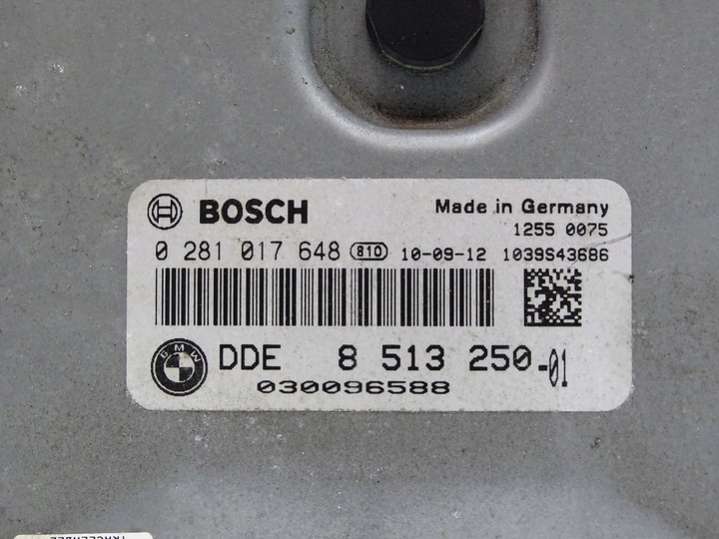 BOSCH Made in Germany
1255 0075
0 281 017 648 810 10-09-12 1039S43686
BMW DDE 8 513 250-01
030096588